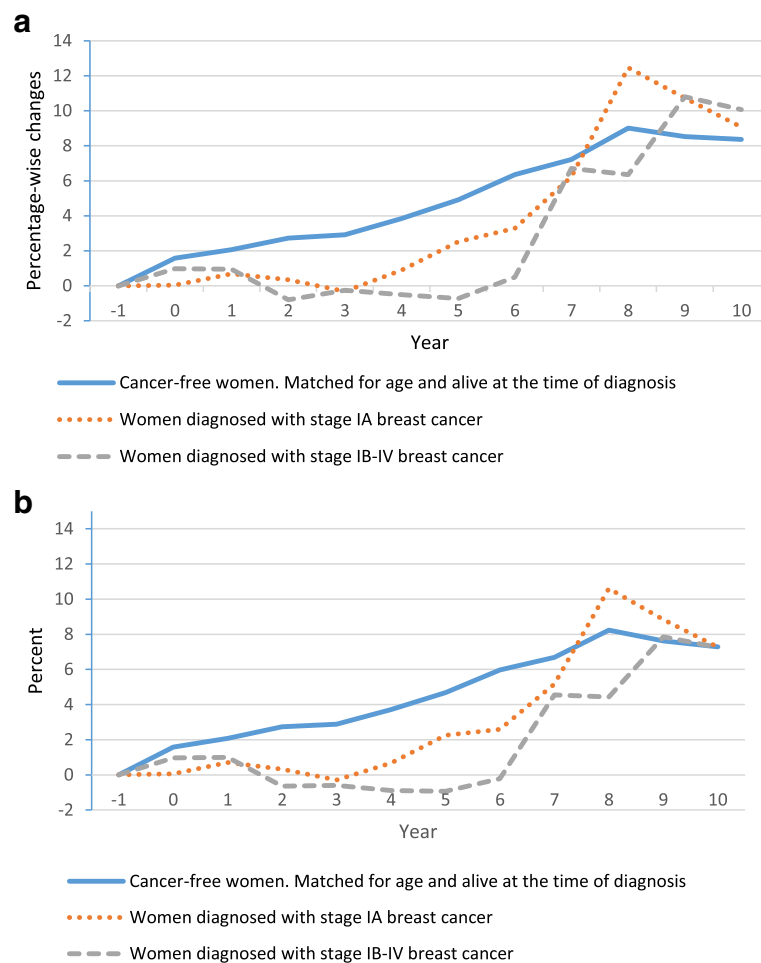 a
Percentage-wise changes
14
12
10
8
6
4
2
0
-2
-1 0 1 2 3 4 5 6 7 8 9 10
Year
Cancer-free women. Matched for age and alive at the time of diagnosis
Women diagnosed with stage IA breast cancer
Women diagnosed with stage IB-IV breast cancer
b
Percent
14
12
10
8
6
4
2
0
-2
-1 0 1 2 3 4 5 6 7 8 9 10
Year
Cancer-free women. Matched for age and alive at the time of diagnosis
Women diagnosed with stage IA breast cancer
Women diagnosed with stage IB-IV breast cancer